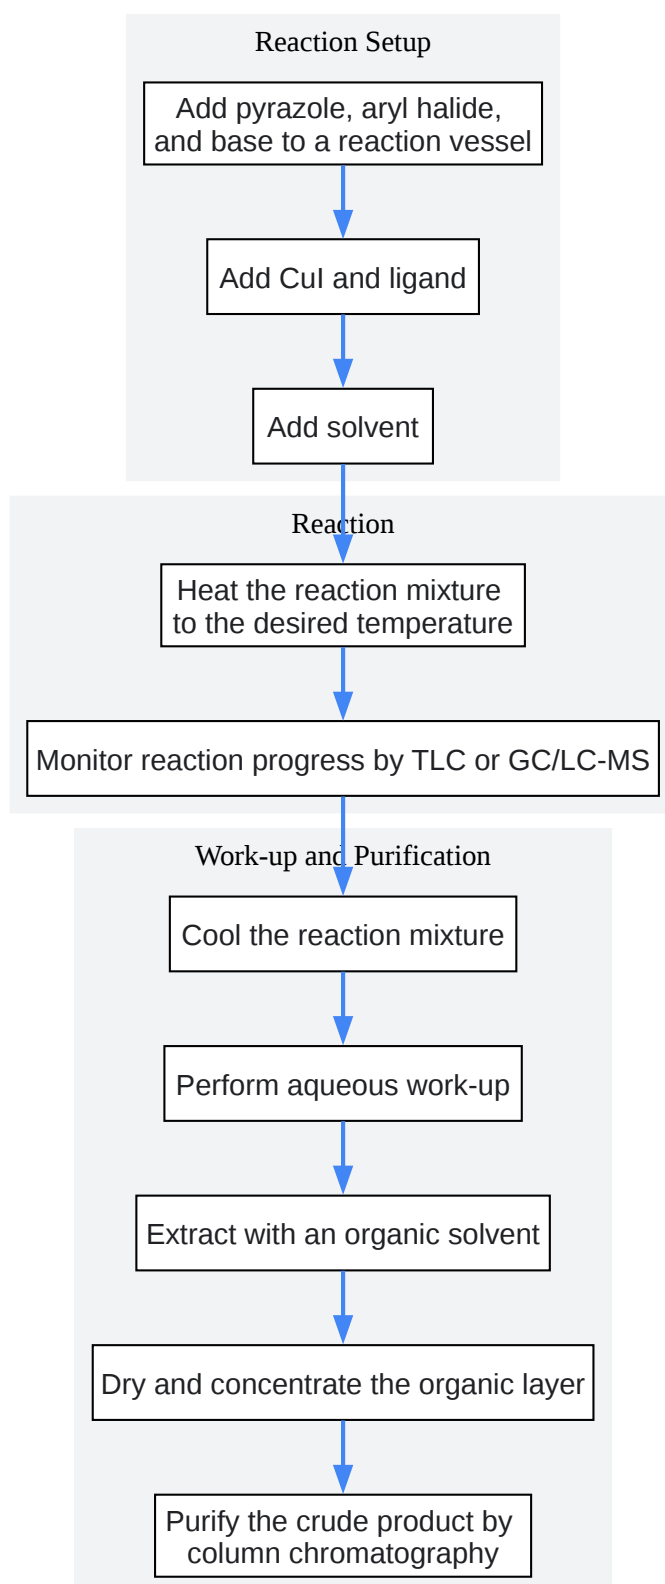 Reaction Setup
Add pyrazole, aryl halide,
and base to a reaction vessel
Add CuI and ligand
Add solvent
Reaction
Heat the reaction mixture
to the desired temperature
Monitor reaction progress by TLC or GC/LC-MS
Work-up and Purification
Cool the reaction mixture
Perform aqueous work-up
Extract with an organic solvent
Dry and concentrate the organic layer
Purify the crude product by
column chromatography